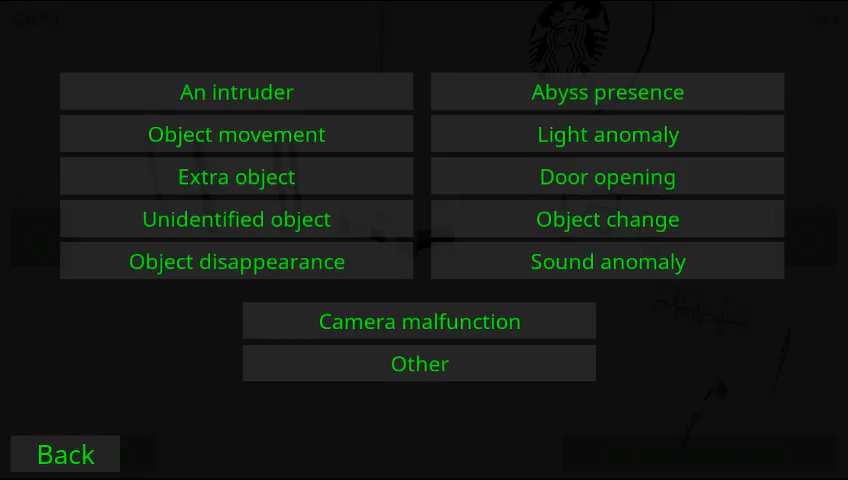 An intruder
Abyss presence
Object movement
Light anomaly
Extra object
Door opening
Unidentified object
Object change
Object disappearance
Sound anomaly
Camera malfunction
Other
Back